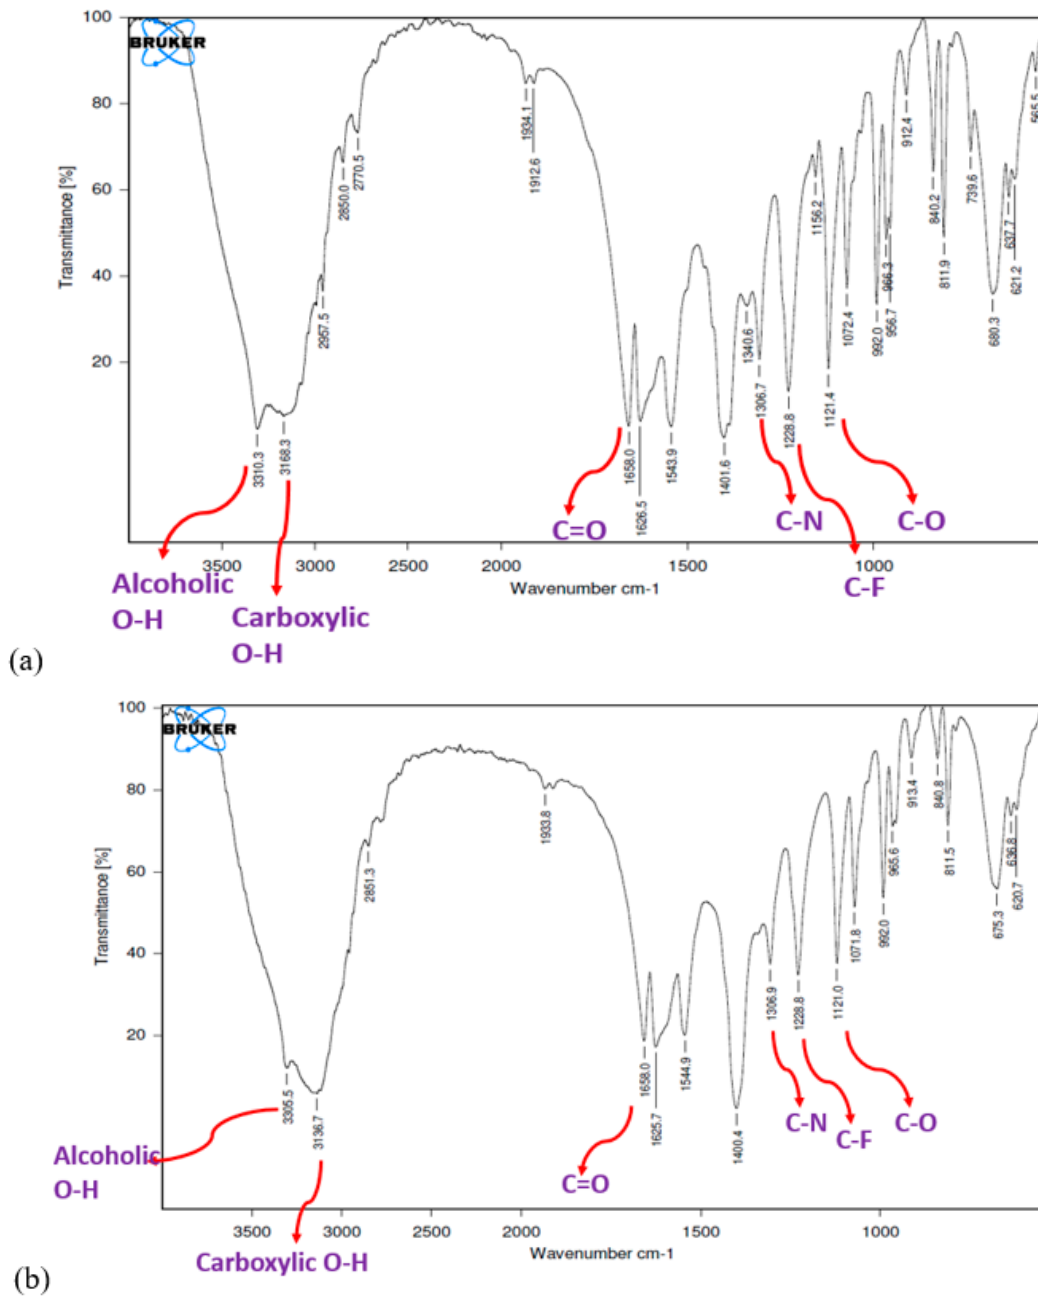 BRUKER
Transmittance [%]
100
80
60
40
20
3310.3
3168.3
2957.5
2850.0
2770.5
1934.1
1912.6
1658.0
1626.5
1543.9
1401.6
1340.6
1306.7
1228.8
1156.2
1121.4
1072.4
992.0
966.3
956.7
912.4
840.2
811.9
739.6
680.3
637.7
621.2
565.5
C=O
C-N
C-O
3500
3000
2000
1500
1000
Wavenumber cm-1
C-F
Alcoholic
O-H
Carboxylic
O-H
(a)
BRUKER
Transmittance [%]
100
80
60
40
20
3305.5
3136.7
2851.3
1933.8
1658.0
1625.7
1544.9
1400.4
1306.9
1228.8
1121.0
1071.8
992.0
965.6
913.4
840.8
811.5
675.3
636.8
620.7
C-N
C-F
C-O
Alcoholic
O-H
C=O
3500
3000
2000
1500
1000
Wavenumber cm-1
Carboxylic O-H
(b)